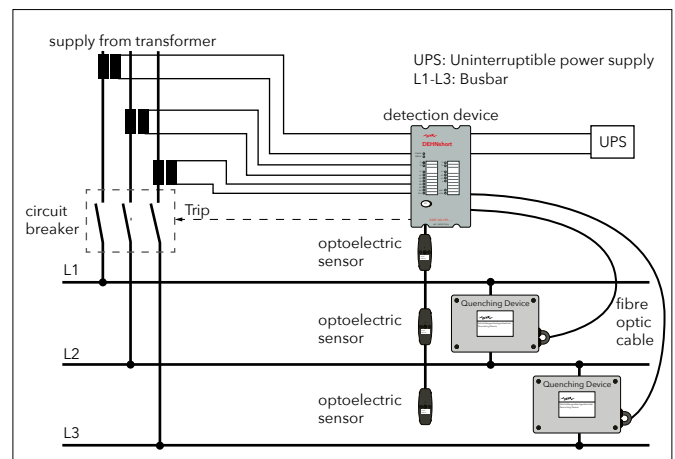 supply from transformer
UPS: Uninterruptible power supply
L1-L3: Busbar
detection device
DEHNshort
UPS
circuit
breaker
Trip
optoelectric
sensor
L1
Quenching Device
fibre
optic
cable
optoelectric
sensor
L2
Quenching Device
optoelectric
sensor
L3